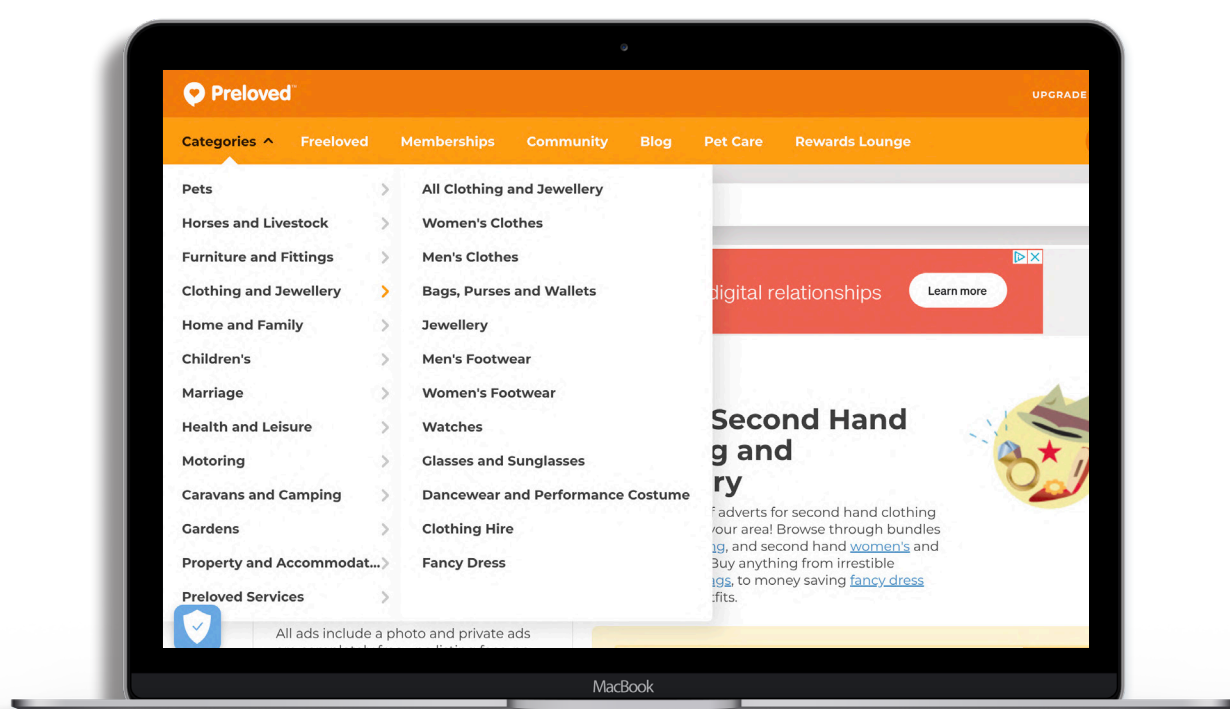 Preloved™
UPGRADE
Categories Freeloved Memberships Community Blog Pet Care Rewards Lounge
Pets
Horses and Livestock
Furniture and Fittings
Clothing and Jewellery
Home and Family
Children's
Marriage
Health and Leisure
Motoring
Caravans and Camping
Gardens
Property and Accommodat...
Preloved Services
All Clothing and Jewellery
Women's Clothes
Men's Clothes
Bags, Purses and Wallets
Jewellery
Men's Footwear
Women's Footwear
Watches
Glasses and Sunglasses
Dancewear and Performance Costume
Clothing Hire
Fancy Dress
digital relationships
Learn more
Second Hand
g and
ry
f adverts for second hand clothing
your area! Browse through bundles
ng, and second hand women's and
Buy anything from irrestible
ags, to money saving fancy dress
tfits.
All ads include a photo and private ads
MacBook